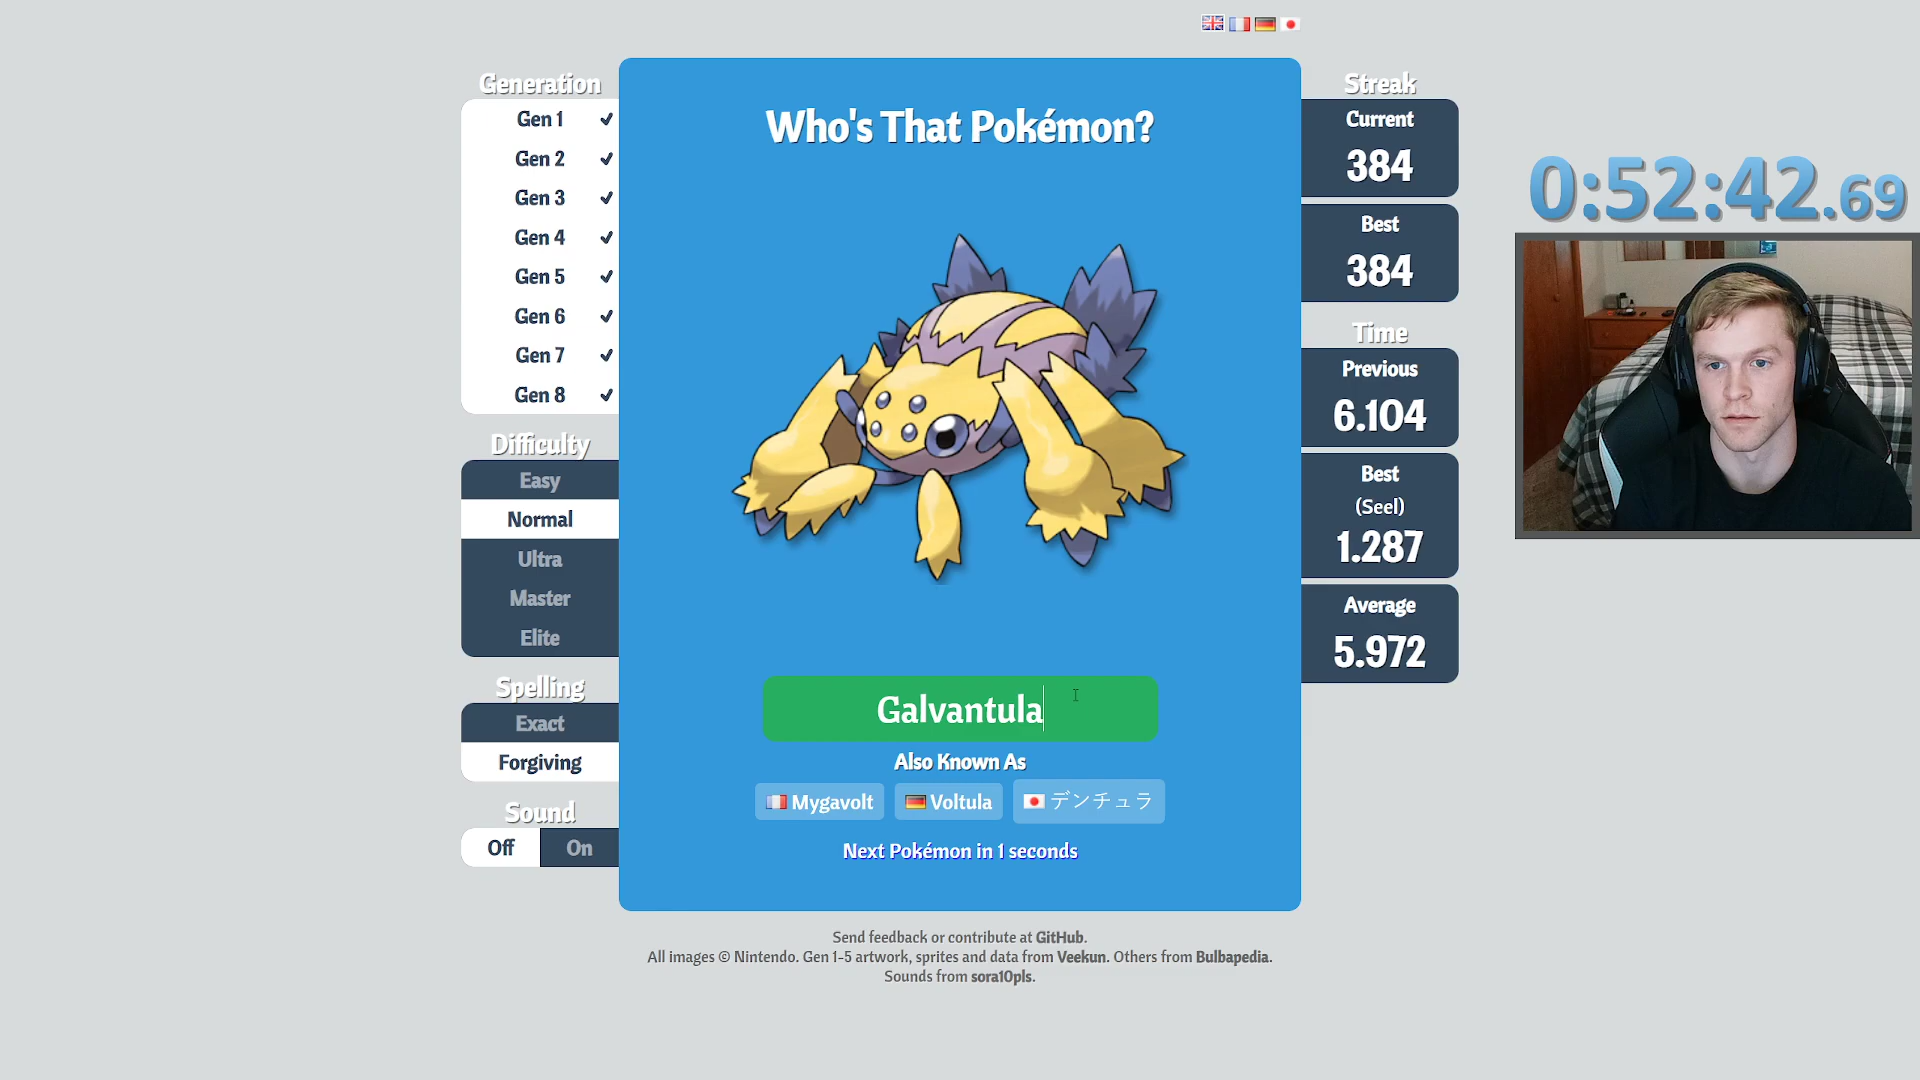 Generation
Gen 1
Gen 2
Gen 3
Gen 4
Gen 5
Gen 6
Gen 7
Gen 8
Difficulty
Easy
Normal
Ultra
Master
Elite
Spelling
Exact
Forgiving
Sound
Off On
Who's That Pokémon?
Galvantula
Also Known As
Mygavolt Voltula デンチュラ
Next Pokémon in 1 seconds
Streak
Current
384
Best
384
Time
Previous
6.104
Best
(Seel)
1.287
Average
5.972
0:52:42.69
Send feedback or contribute at GitHub.
All images © Nintendo. Gen 1-5 artwork, sprites and data from Veekun. Others from Bulbapedia.
Sounds from sora10pls.